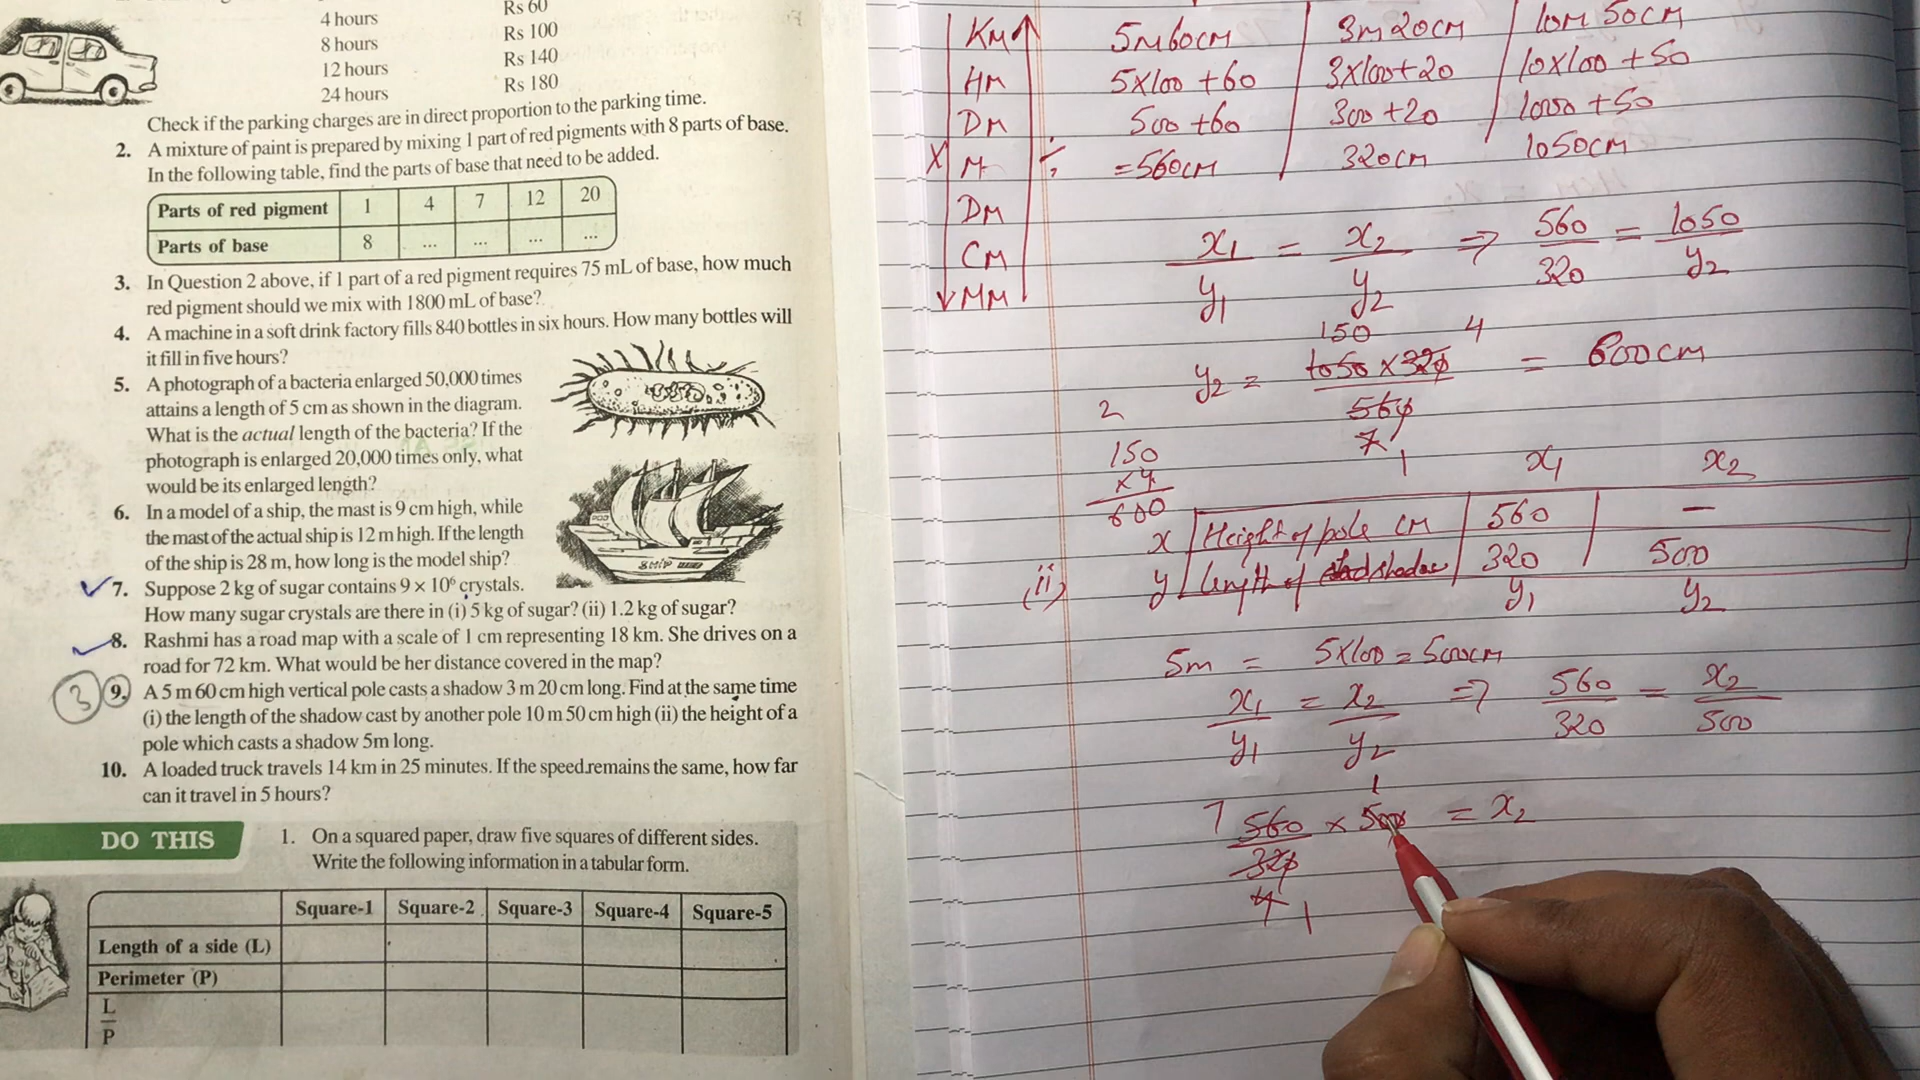 4 hours Rs 60
8 hours Rs 100
12 hours Rs 140
24 hours Rs 180
Check if the parking charges are in direct proportion to the parking time.
2. A mixture of paint is prepared by mixing 1 part of red pigments with 8 parts of base.
In the following table, find the parts of base that need to be added.
Parts of red pigment 1 4 7 12 20
Parts of base 8 ... ... ... ...
3. In Question 2 above, if 1 part of a red pigment requires 75 mL of base, how much
red pigment should we mix with 1800 mL of base?
4. A machine in a soft drink factory fills 840 bottles in six hours. How many bottles will
it fill in five hours?
5. A photograph of a bacteria enlarged 50,000 times
attains a length of 5 cm as shown in the diagram.
What is the actual length of the bacteria? If the
photograph is enlarged 20,000 times only, what
would be its enlarged length?
6. In a model of a ship, the mast is 9 cm high, while
the mast of the actual ship is 12 m high. If the length
of the ship is 28 m, how long is the model ship?
SHIP
7. Suppose 2 kg of sugar contains 9 × 10⁶ crystals.
How many sugar crystals are there in (i) 5 kg of sugar? (ii) 1.2 kg of sugar?
8. Rashmi has a road map with a scale of 1 cm representing 18 km. She drives on a
road for 72 km. What would be her distance covered in the map?
3 9. A 5 m 60 cm high vertical pole casts a shadow 3 m 20 cm long. Find at the same time
(i) the length of the shadow cast by another pole 10 m 50 cm high (ii) the height of a
pole which casts a shadow 5m long.
10. A loaded truck travels 14 km in 25 minutes. If the speed remains the same, how far
can it travel in 5 hours?
DO THIS
1. On a squared paper, draw five squares of different sides.
Write the following information in a tabular form.
Square-1 Square-2 Square-3 Square-4 Square-5
Length of a side (L)
Perimeter (P)
L
P
KM
HM
DM
X M ÷
DM
CM
MM
5M60CM 3M20CM 10M 50CM
5x100 +60 3x100+20 10x100 +50
500 +60 300 +20 1000 +50
=560CM 320CM 1050CM
x₁/y₁ = x₂/y₂ ⇒ 560/320 = 1050/y₂
150 4
y₂ = 1050 x 320 / 560 = 600 CM
7 1
2
150
x 4
600
x₁ x₂
x Height of pole CM 560 —
(ii) y length of shadow 320 500
y₁ y₂
5m = 5x100 = 500CM
x₁/y₁ = x₂/y₂ ⇒ 560/320 = x₂/500
7 560/320 x 500 = x₂
4 1